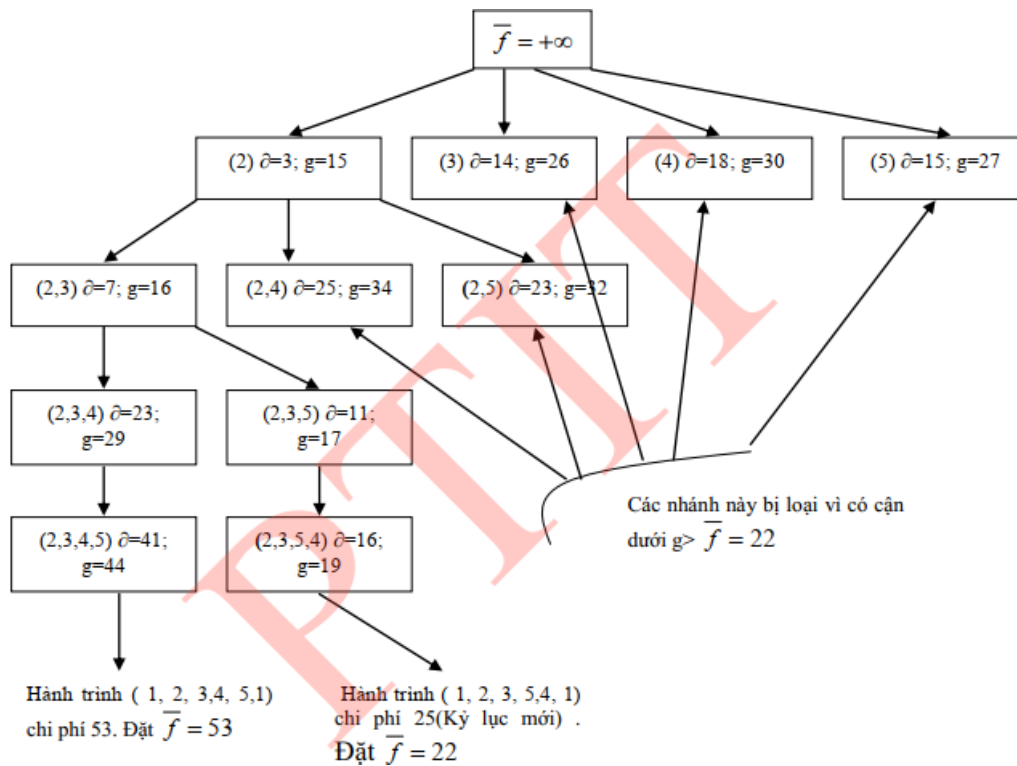 f̅ = +∞
(2) ∂=3; g=15
(3) ∂=14; g=26
(4) ∂=18; g=30
(5) ∂=15; g=27
(2,3) ∂=7; g=16
(2,4) ∂=25; g=34
(2,5) ∂=23; g=32
(2,3,4) ∂=23;
g=29
(2,3,5) ∂=11;
g=17
(2,3,4,5) ∂=41;
g=44
(2,3,5,4) ∂=16;
g=19
Các nhánh này bị loại vì có cận
dưới g> f̅ = 22
Hành trình ( 1, 2, 3,4, 5,1)
chi phí 53. Đặt f̅ = 53
Hành trình ( 1, 2, 3, 5,4, 1)
chi phí 25(Kỷ lục mới) .
Đặt f̅ = 22
PTIT